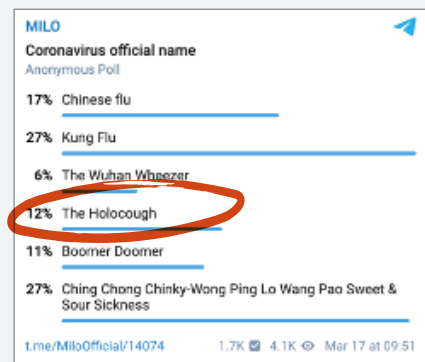 MILO
Coronavirus official name
Anonymous Poll
17% Chinese flu
27% Kung Flu
6% The Wuhan Wheezer
12% The Holocough
11% Boomer Doomer
27% Ching Chong Chinky-Wong Ping Lo Wang Pao Sweet &
Sour Sickness
t.me/MiloOfficial/14074 1.7K 4.1K Mar 17 at 09:51